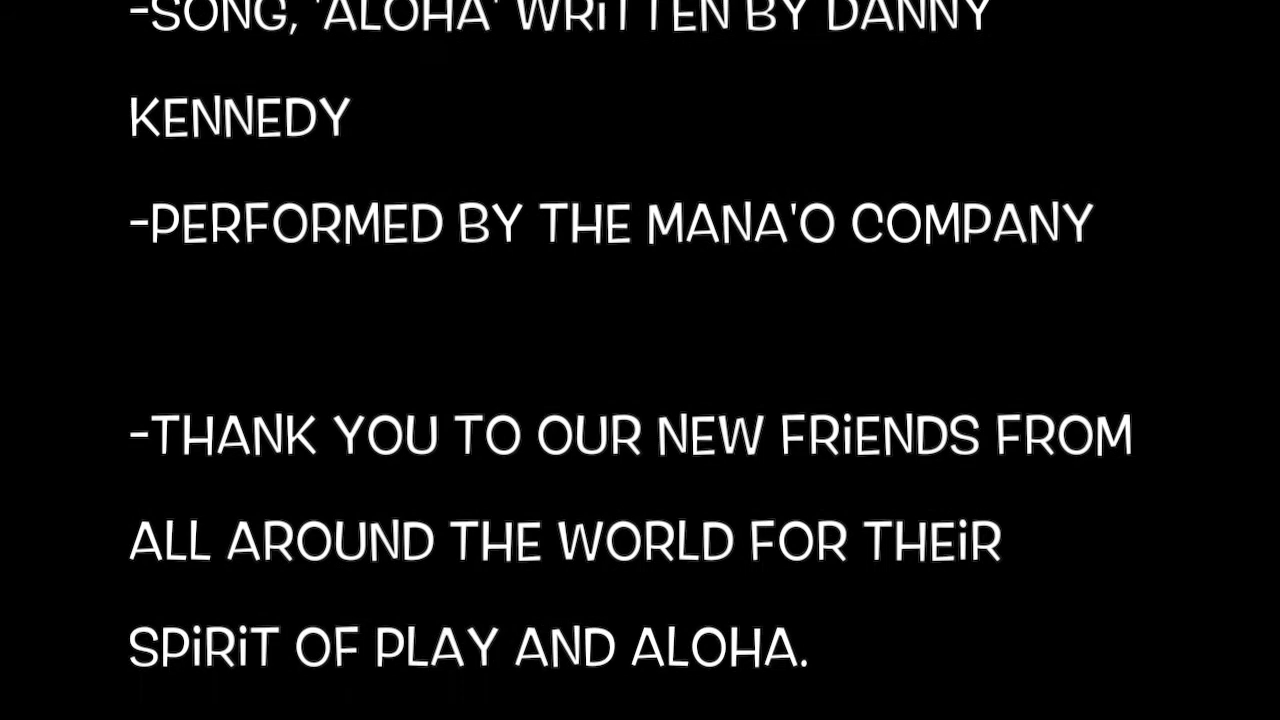 -SONG, 'ALOHA' WRiTTEN BY DANNY
KENNEDY
-PERFORMED BY THE MANA'O COMPANY
-THANK YOU TO OUR NEW FRiENDS FROM
ALL AROUND THE WORLD FOR THEiR
SPiRiT OF PLAY AND ALOHA.